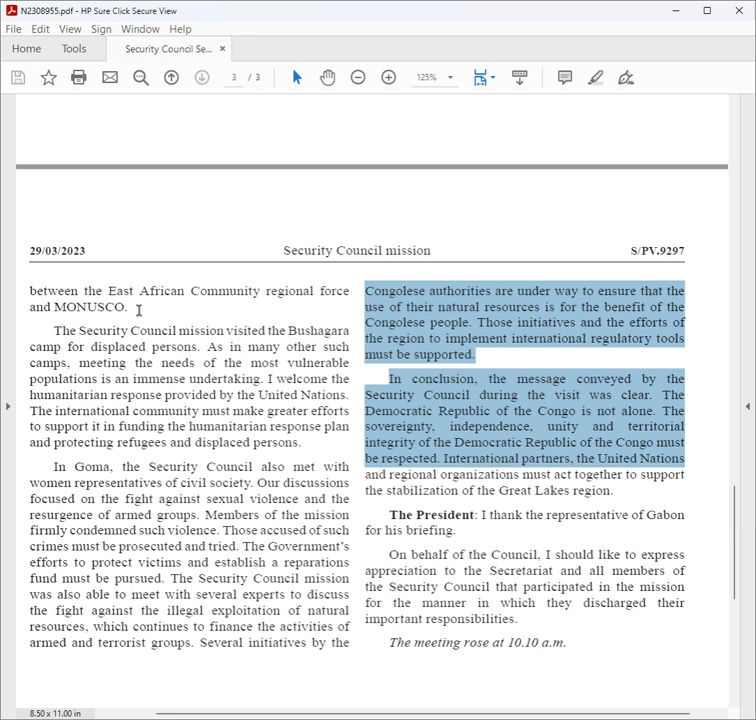 N2308955.pdf - HP Sure Click Secure View
File Edit View Sign Window Help
Home Tools Security Council Se... ×
3 / 3 125%
29/03/2023 Security Council mission S/PV.9297
between the East African Community regional force
and MONUSCO.
The Security Council mission visited the Bushagara
camp for displaced persons. As in many other such
camps, meeting the needs of the most vulnerable
populations is an immense undertaking. I welcome the
humanitarian response provided by the United Nations.
The international community must make greater efforts
to support it in funding the humanitarian response plan
and protecting refugees and displaced persons.
In Goma, the Security Council also met with
women representatives of civil society. Our discussions
focused on the fight against sexual violence and the
resurgence of armed groups. Members of the mission
firmly condemned such violence. Those accused of such
crimes must be prosecuted and tried. The Government's
efforts to protect victims and establish a reparations
fund must be pursued. The Security Council mission
was also able to meet with several experts to discuss
the fight against the illegal exploitation of natural
resources, which continues to finance the activities of
armed and terrorist groups. Several initiatives by the
Congolese authorities are under way to ensure that the
use of their natural resources is for the benefit of the
Congolese people. Those initiatives and the efforts of
the region to implement international regulatory tools
must be supported.
In conclusion, the message conveyed by the
Security Council during the visit was clear. The
Democratic Republic of the Congo is not alone. The
sovereignty, independence, unity and territorial
integrity of the Democratic Republic of the Congo must
be respected. International partners, the United Nations
and regional organizations must act together to support
the stabilization of the Great Lakes region.
The President: I thank the representative of Gabon
for his briefing.
On behalf of the Council, I should like to express
appreciation to the Secretariat and all members of
the Security Council that participated in the mission
for the manner in which they discharged their
important responsibilities.
The meeting rose at 10.10 a.m.
8.50 x 11.00 in